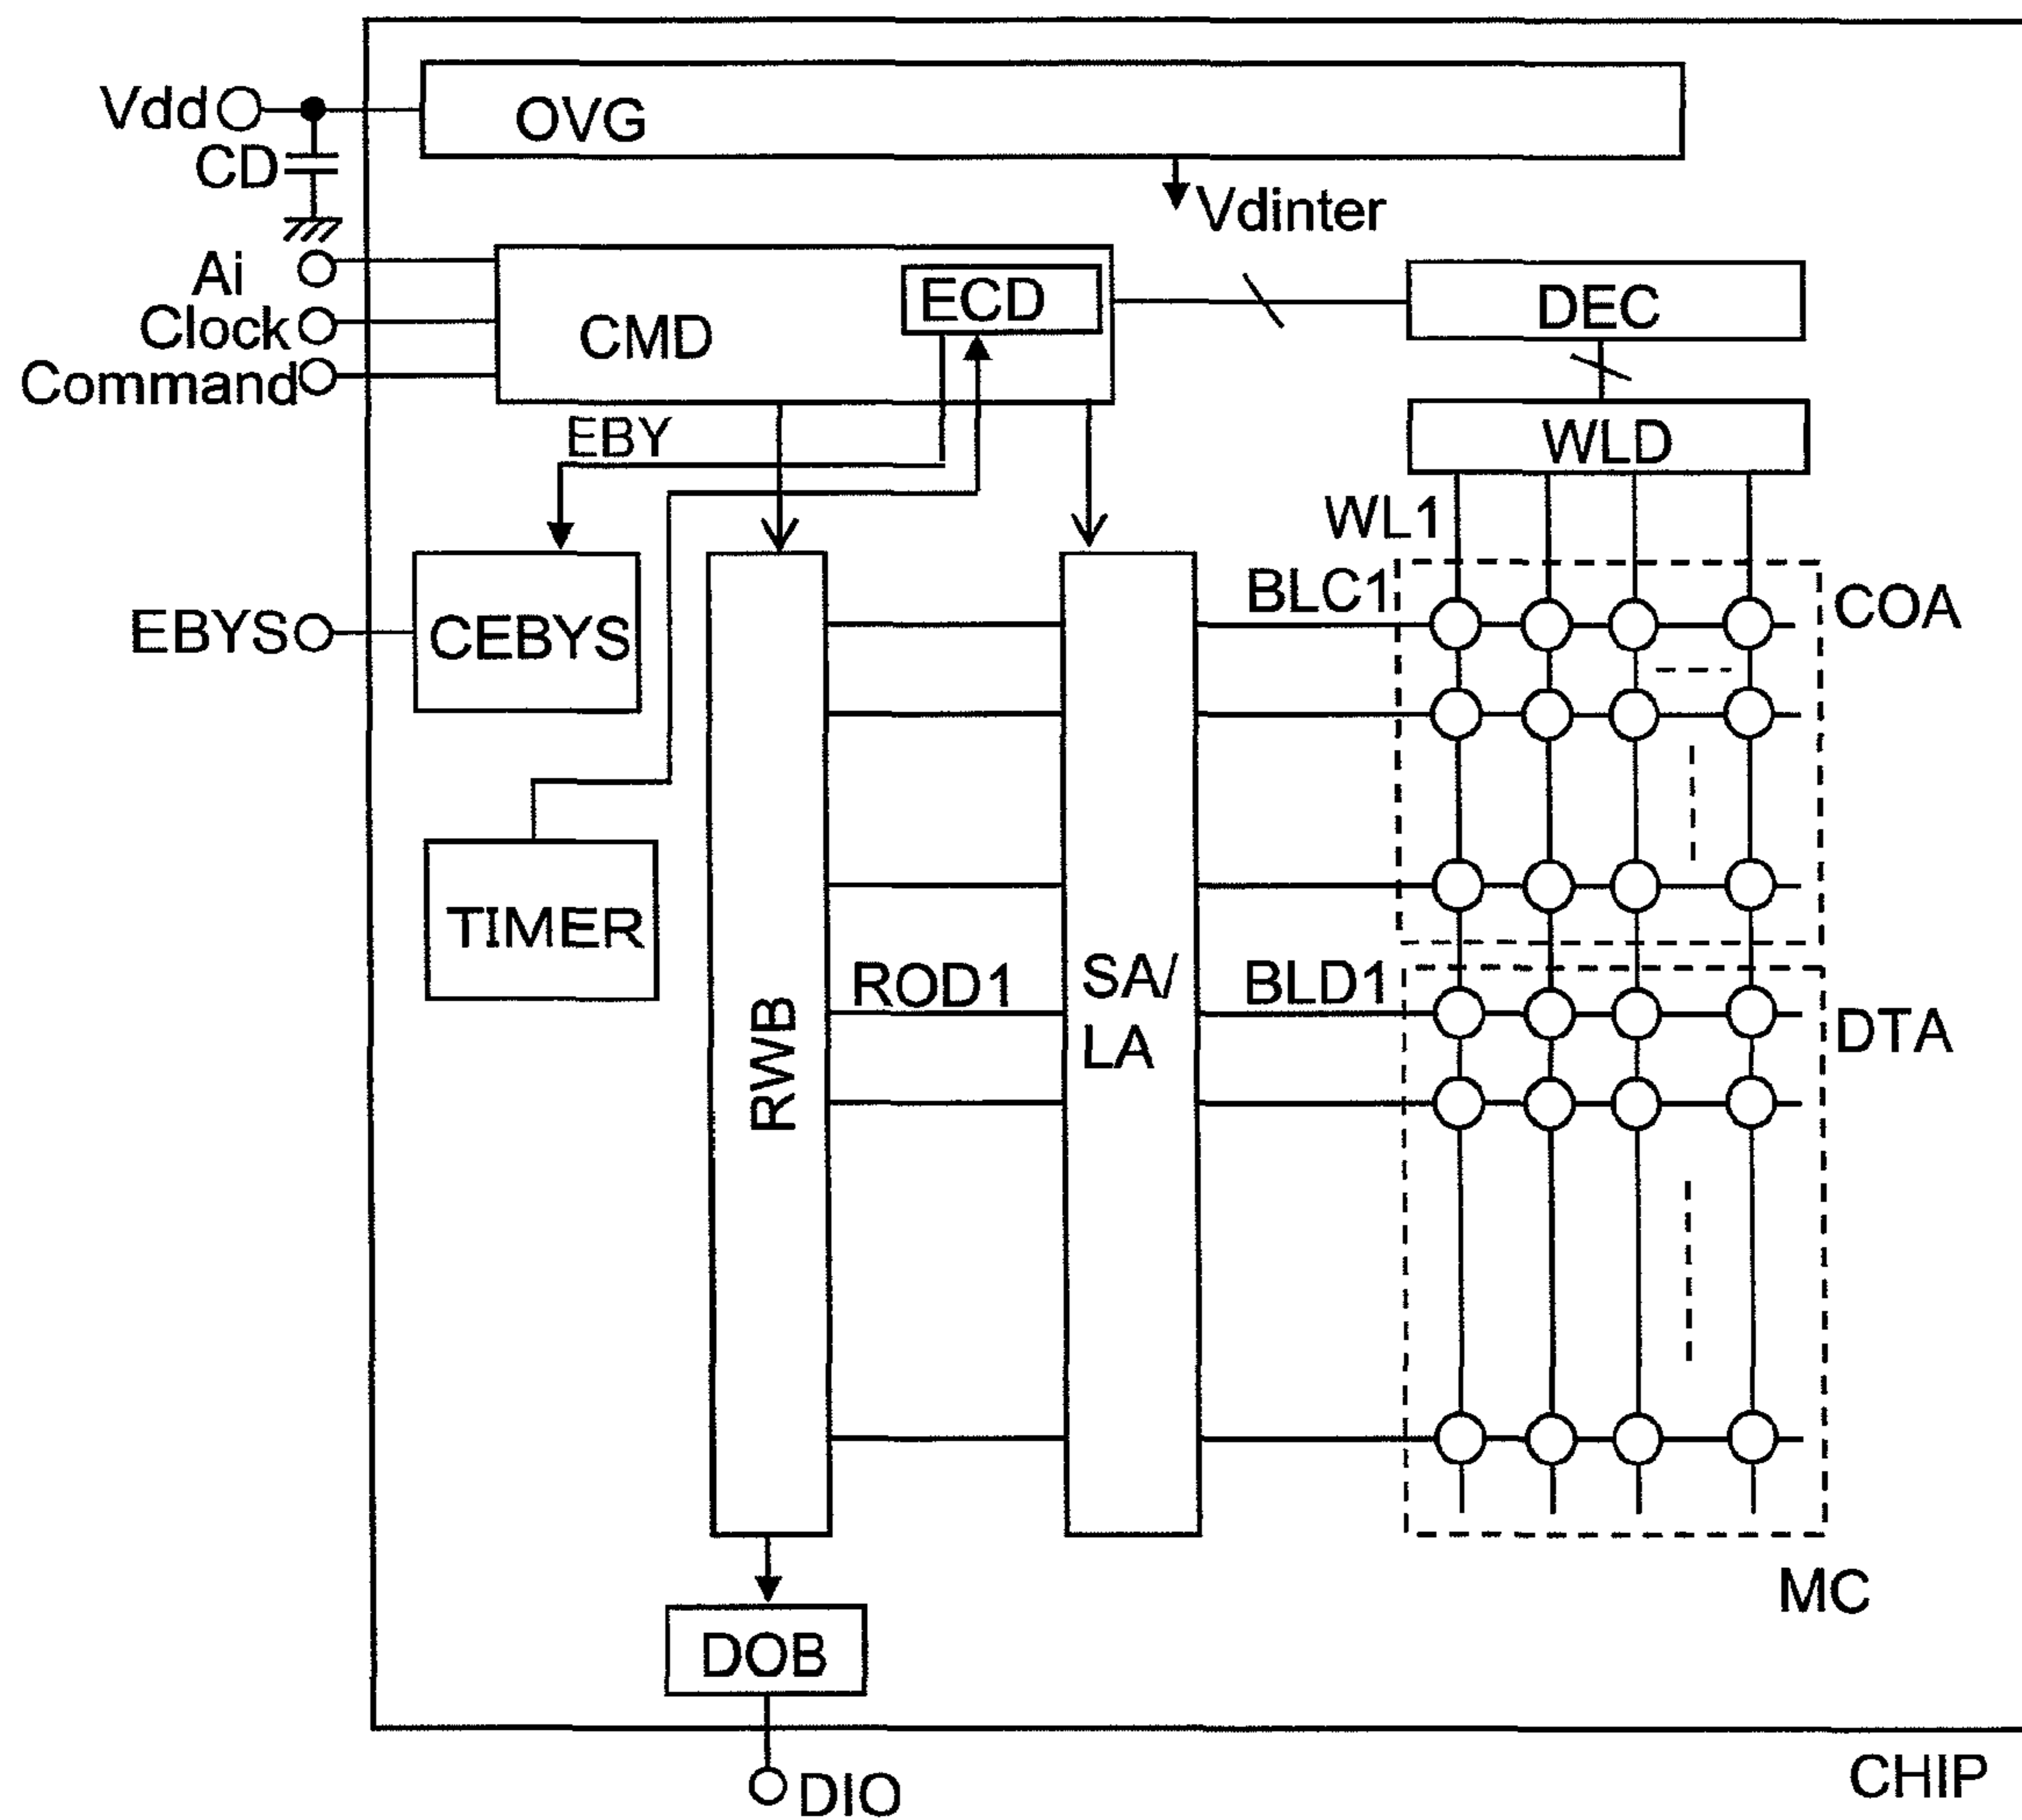 Vdd
OVG
CD
Vdinter
Ai
ECD
DEC
Clock
CMD
Command
EBY
WLD
WL1
BLC1
COA
EBYS
CEBYS
TIMER
ROD1
SA/
LA
BLD1
DTA
RWB
MC
DOB
CHIP
DIO